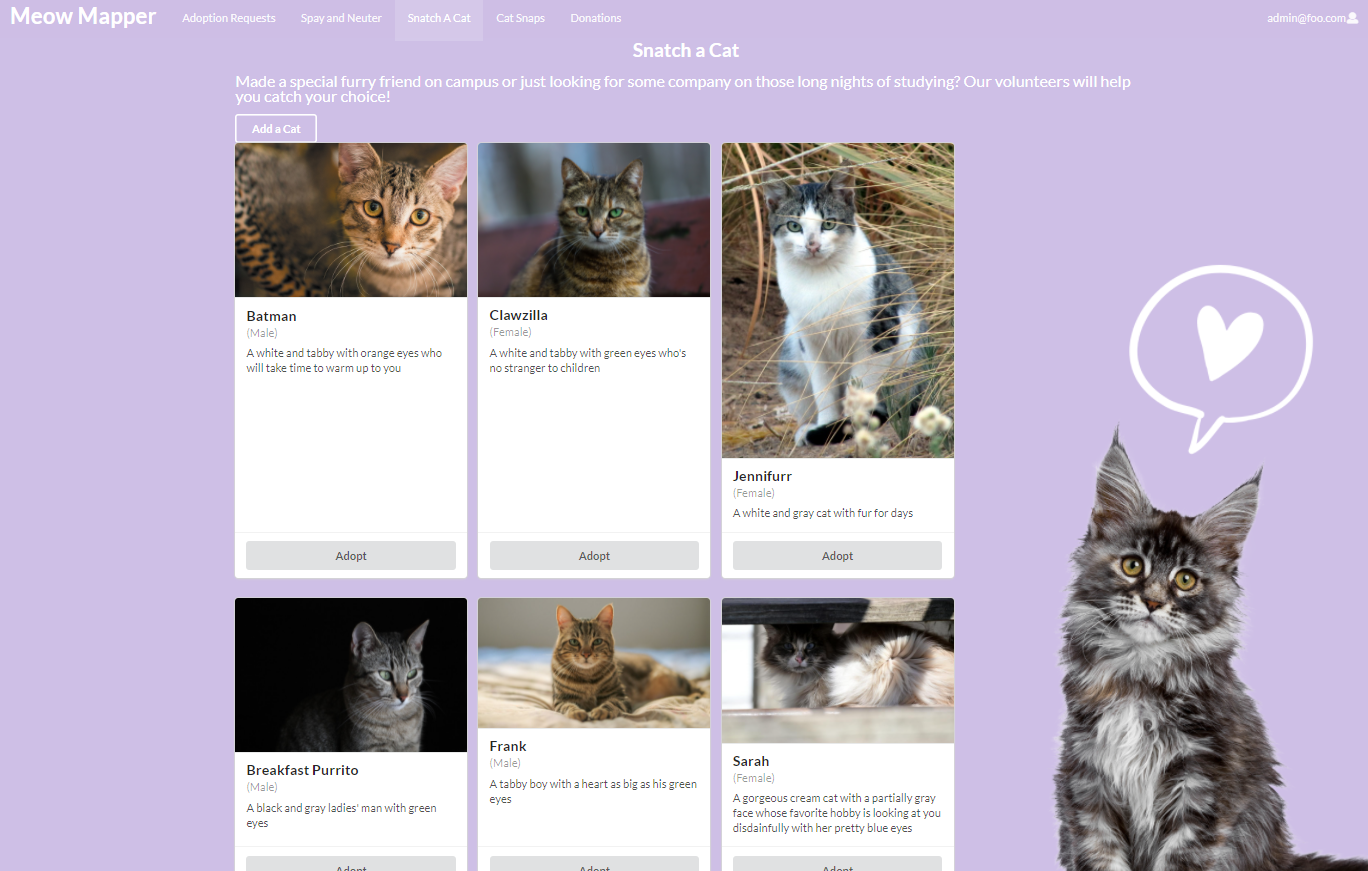 Meow Mapper Adoption Requests Spay and Neuter Snatch A Cat Cat Snaps Donations admin@foo.com
Snatch a Cat
Made a special furry friend on campus or just looking for some company on those long nights of studying? Our volunteers will help
you catch your choice!
Add a Cat
Batman
(Male)
A white and tabby with orange eyes who
will take time to warm up to you
Adopt
Clawzilla
(Female)
A white and tabby with green eyes who's
no stranger to children
Adopt
Jennifurr
(Female)
A white and gray cat with fur for days
Adopt
Breakfast Purrito
(Male)
A black and gray ladies' man with green
eyes
Adopt
Frank
(Male)
A tabby boy with a heart as big as his green
eyes
Adopt
Sarah
(Female)
A gorgeous cream cat with a partially gray
face whose favorite hobby is looking at you
disdainfully with her pretty blue eyes
Adopt